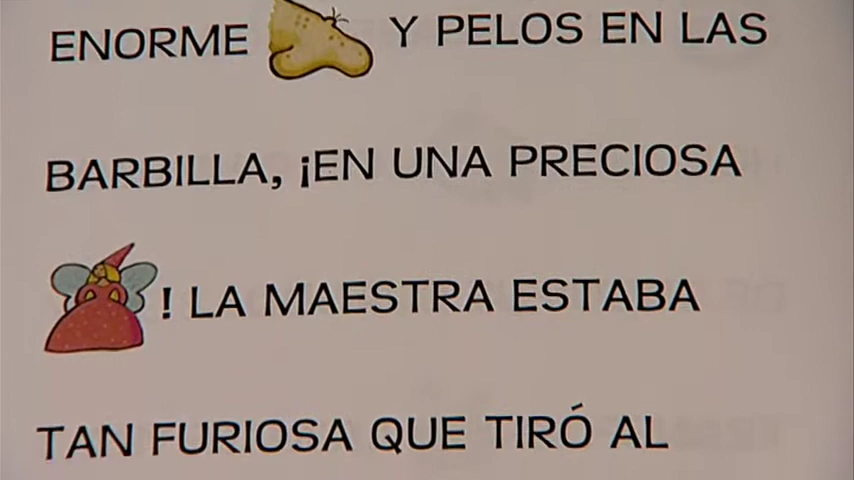 ENORME Y PELOS EN LAS
BARBILLA, ¡EN UNA PRECIOSA
! LA MAESTRA ESTABA
TAN FURIOSA QUE TIRÓ AL